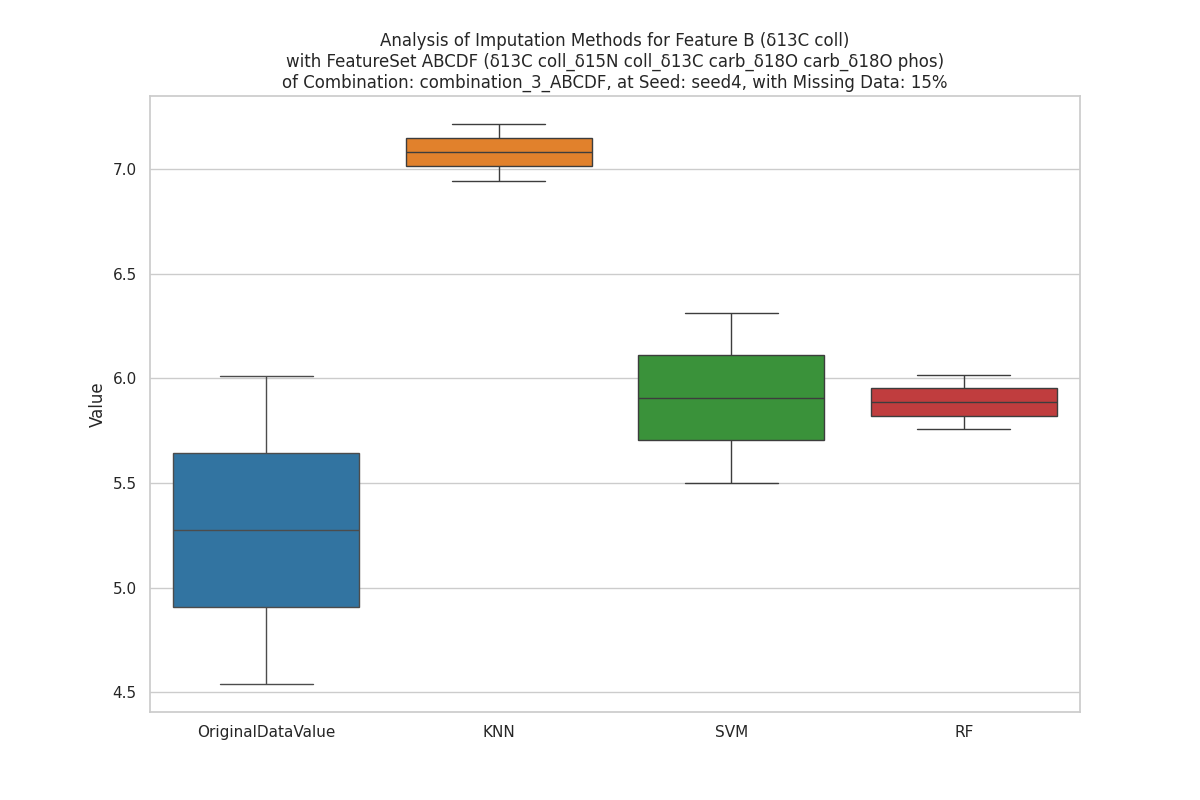 Analysis of Imputation Methods for Feature B (δ13C coll)
with FeatureSet ABCDF (δ13C coll_δ15N coll_δ13C carb_δ18O carb_δ18O phos)
of Combination: combination_3_ABCDF, at Seed: seed4, with Missing Data: 15%
7.0
6.5
6.0
5.5
5.0
4.5
Value
OriginalDataValue
KNN
SVM
RF